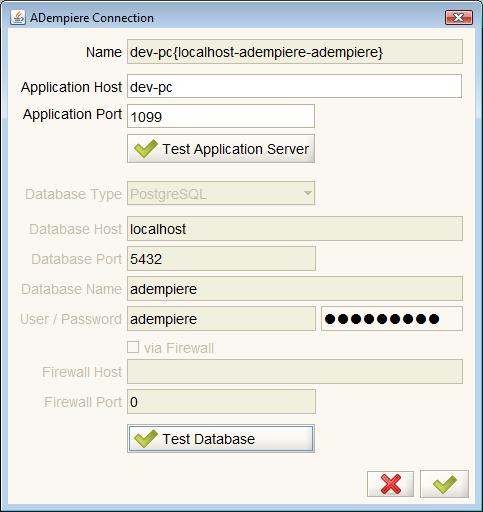 ADempiere Connection
Name dev-pc{localhost-adempiere-adempiere}
Application Host dev-pc
Application Port 1099
Test Application Server
Database Type PostgreSQL
Database Host localhost
Database Port 5432
Database Name adempiere
User / Password adempiere ●●●●●●●●●
via Firewall
Firewall Host
Firewall Port 0
Test Database